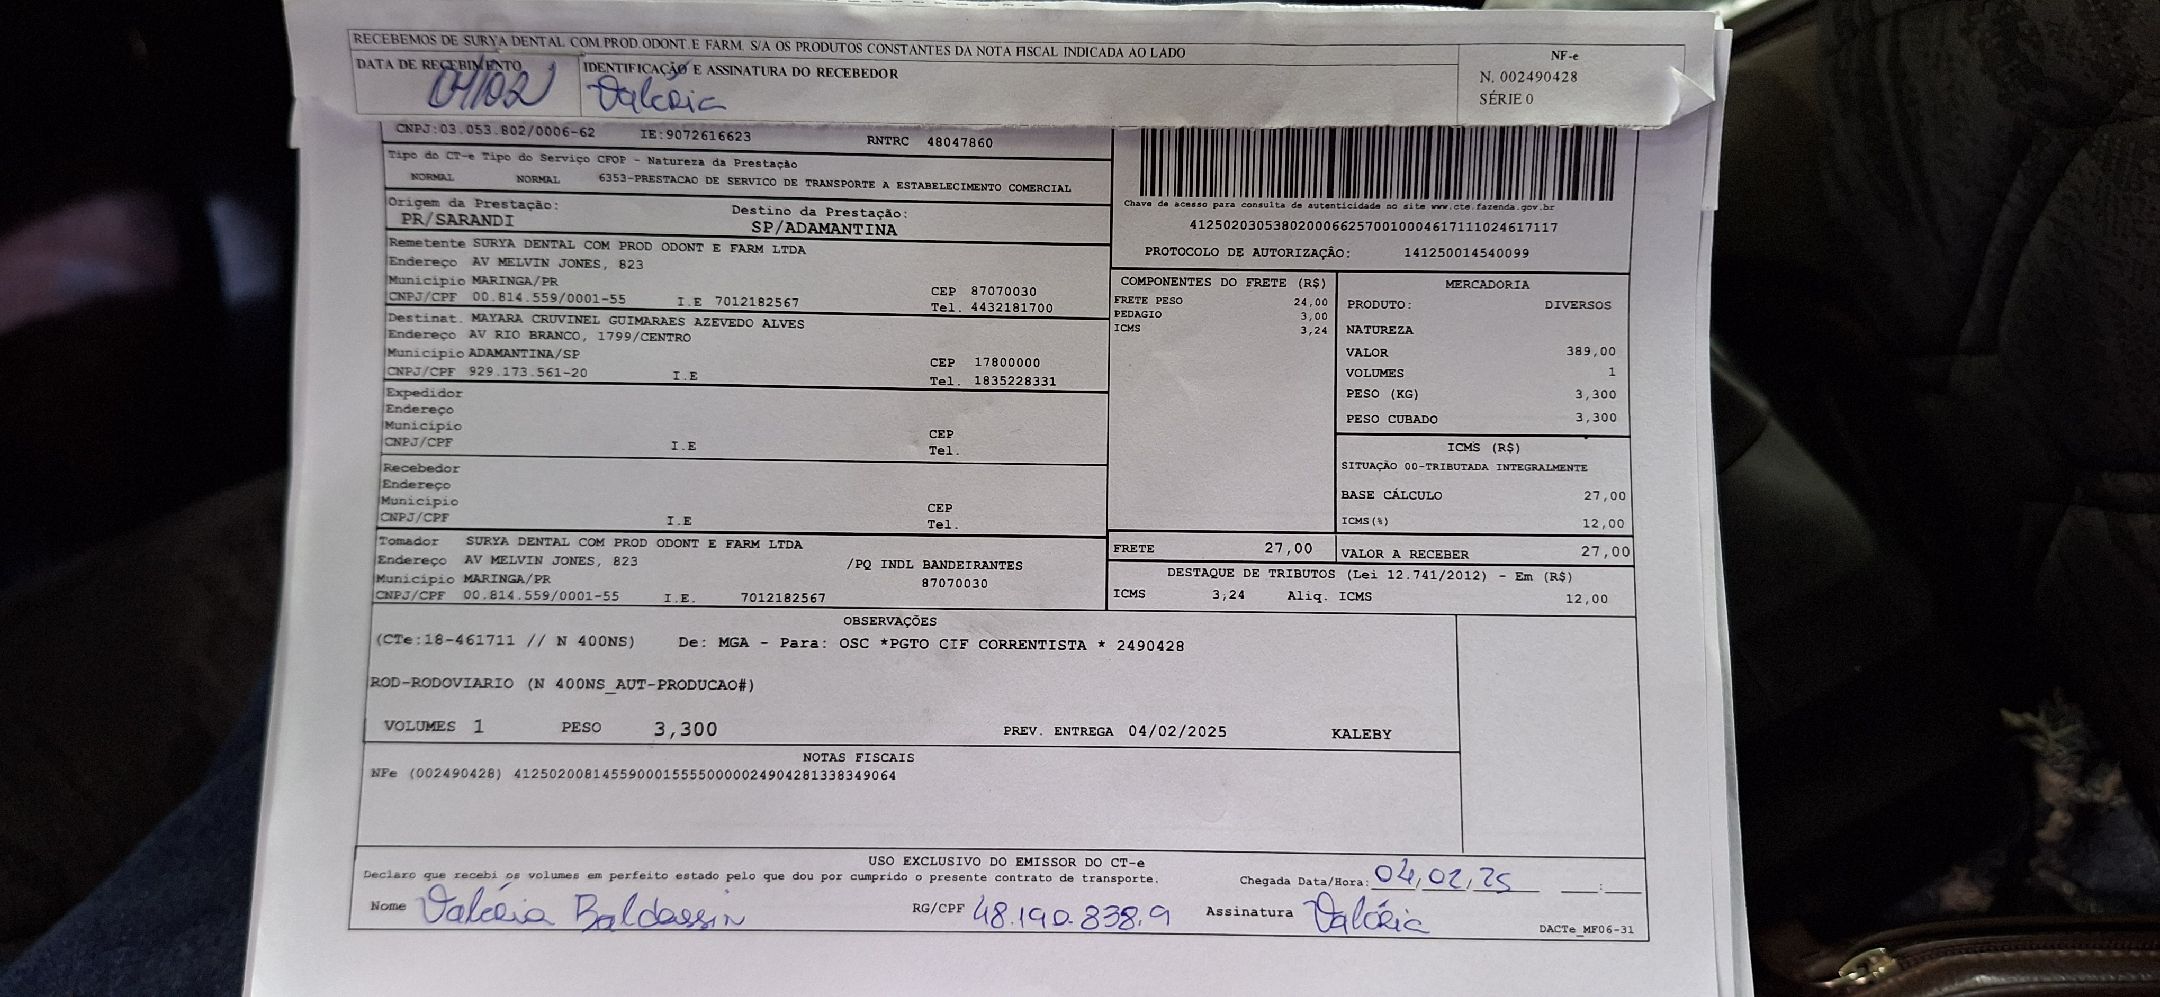 RECEBEMOS DE SURYA DENTAL COM.PROD.ODONT.E FARM. S/A OS PRODUTOS CONSTANTES DA NOTA FISCAL INDICADA AO LADO
DATA DE RECEBIMENTO IDENTIFICAÇÃO E ASSINATURA DO RECEBEDOR
04/02 Valéria
NF-e
N. 002490428
SÉRIE 0
CNPJ:03.053.802/0006-62 IE:9072616623 RNTRC 48047860
Tipo do CT-e Tipo do Serviço CFOP - Natureza da Prestação
NORMAL NORMAL 6353-PRESTACAO DE SERVICO DE TRANSPORTE A ESTABELECIMENTO COMERCIAL
Origem da Prestação: Destino da Prestação:
PR/SARANDI SP/ADAMANTINA
Chave de acesso para consulta de autenticidade no site www.cte.fazenda.gov.br
41250203053802000662570010004617111024617117
PROTOCOLO DE AUTORIZAÇÃO: 141250014540099
Remetente SURYA DENTAL COM PROD ODONT E FARM LTDA
Endereço AV MELVIN JONES, 823
Municipio MARINGA/PR CEP 87070030
CNPJ/CPF 00.814.559/0001-55 I.E 7012182567 Tel. 4432181700
Destinat. MAYARA CRUVINEL GUIMARAES AZEVEDO ALVES
Endereço AV RIO BRANCO, 1799/CENTRO
Municipio ADAMANTINA/SP CEP 17800000
CNPJ/CPF 929.173.561-20 I.E Tel. 1835228331
Expedidor
Endereço
Municipio CEP
CNPJ/CPF I.E Tel.
Recebedor
Endereço
Municipio CEP
CNPJ/CPF I.E Tel.
Tomador SURYA DENTAL COM PROD ODONT E FARM LTDA
Endereço AV MELVIN JONES, 823 /PQ INDL BANDEIRANTES
Municipio MARINGA/PR 87070030
CNPJ/CPF 00.814.559/0001-55 I.E. 7012182567
COMPONENTES DO FRETE (R$)
FRETE PESO 24,00
PEDAGIO 3,00
ICMS 3,24
MERCADORIA
PRODUTO: DIVERSOS
NATUREZA
VALOR 389,00
VOLUMES 1
PESO (KG) 3,300
PESO CUBADO 3,300
ICMS (R$)
SITUAÇÃO 00-TRIBUTADA INTEGRALMENTE
BASE CÁLCULO 27,00
ICMS(%) 12,00
FRETE 27,00 VALOR A RECEBER 27,00
DESTAQUE DE TRIBUTOS (Lei 12.741/2012) - Em (R$)
ICMS 3,24 Aliq. ICMS 12,00
OBSERVAÇÕES
(CTe:18-461711 // N 400NS) De: MGA - Para: OSC *PGTO CIF CORRENTISTA * 2490428
ROD-RODOVIARIO (N 400NS_AUT-PRODUCAO#)
VOLUMES 1 PESO 3,300 PREV. ENTREGA 04/02/2025 KALEBY
NOTAS FISCAIS
NFe (002490428) 41250200814559000155550000024904281338349064
USO EXCLUSIVO DO EMISSOR DO CT-e
Declaro que recebi os volumes em perfeito estado pelo que dou por cumprido o presente contrato de transporte. Chegada Data/Hora: 04/02/25 __:__
Nome Valéria Baldassin RG/CPF 48.190.838.9 Assinatura Valéria
DACTe_MF06-31